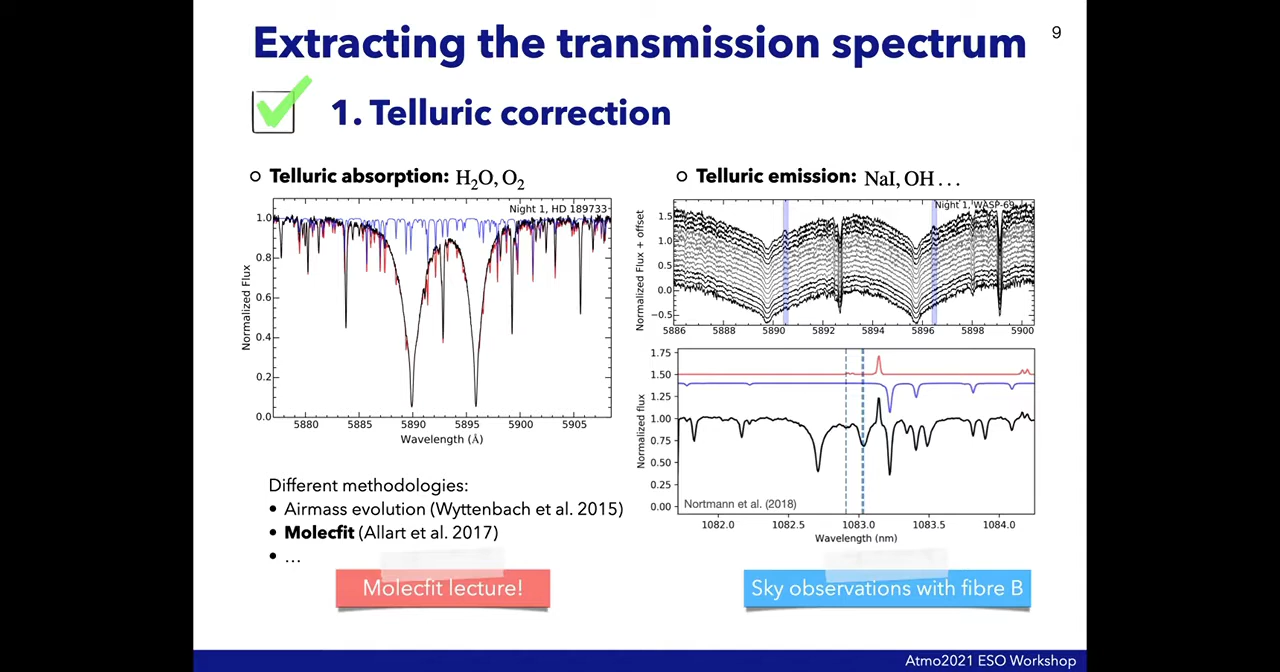 Extracting the transmission spectrum
9
1. Telluric correction
Telluric absorption: H₂O, O₂
Night 1, HD 189733
1.0
0.8
0.6
0.4
0.2
0.0
Normalized Flux
5880 5885 5890 5895 5900 5905
Wavelength (Å)
Different methodologies:
• Airmass evolution (Wyttenbach et al. 2015)
• Molecfit (Allart et al. 2017)
• ...
Molecfit lecture!
Telluric emission: NaI, OH ...
Night 1, WASP-69
1.5
1.0
0.5
0.0
−0.5
Normalized Flux + offset
5886 5888 5890 5892 5894 5896 5898 5900
1.75
1.50
1.25
1.00
0.75
0.50
0.25
0.00
Normalized flux
Nortmann et al. (2018)
1082.0 1082.5 1083.0 1083.5 1084.0
Wavelength (nm)
Sky observations with fibre B
Atmo2021 ESO Workshop